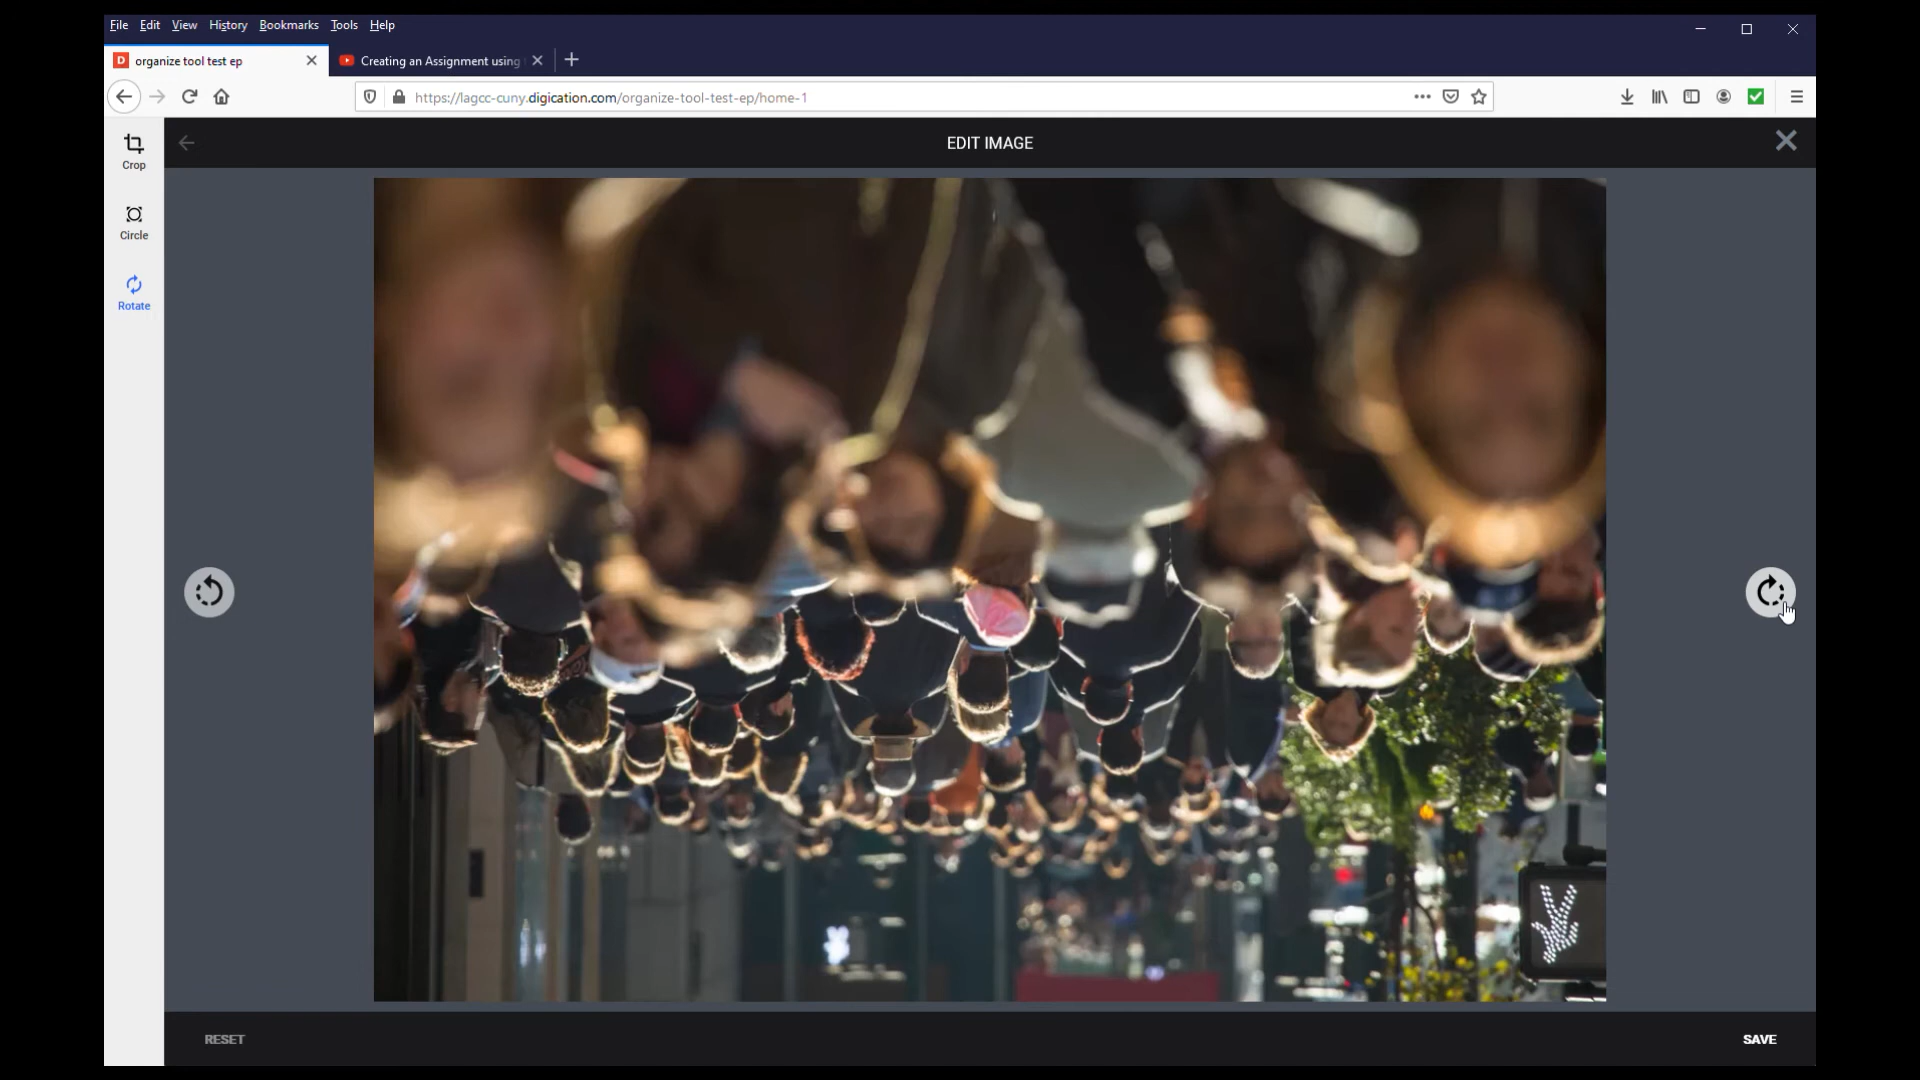 File Edit View History Bookmarks Tools Help
D organize tool test ep
Creating an Assignment using
https://lagcc-cuny.digication.com/organize-tool-test-ep/home-1
EDIT IMAGE
Crop
Circle
Rotate
RESET
SAVE